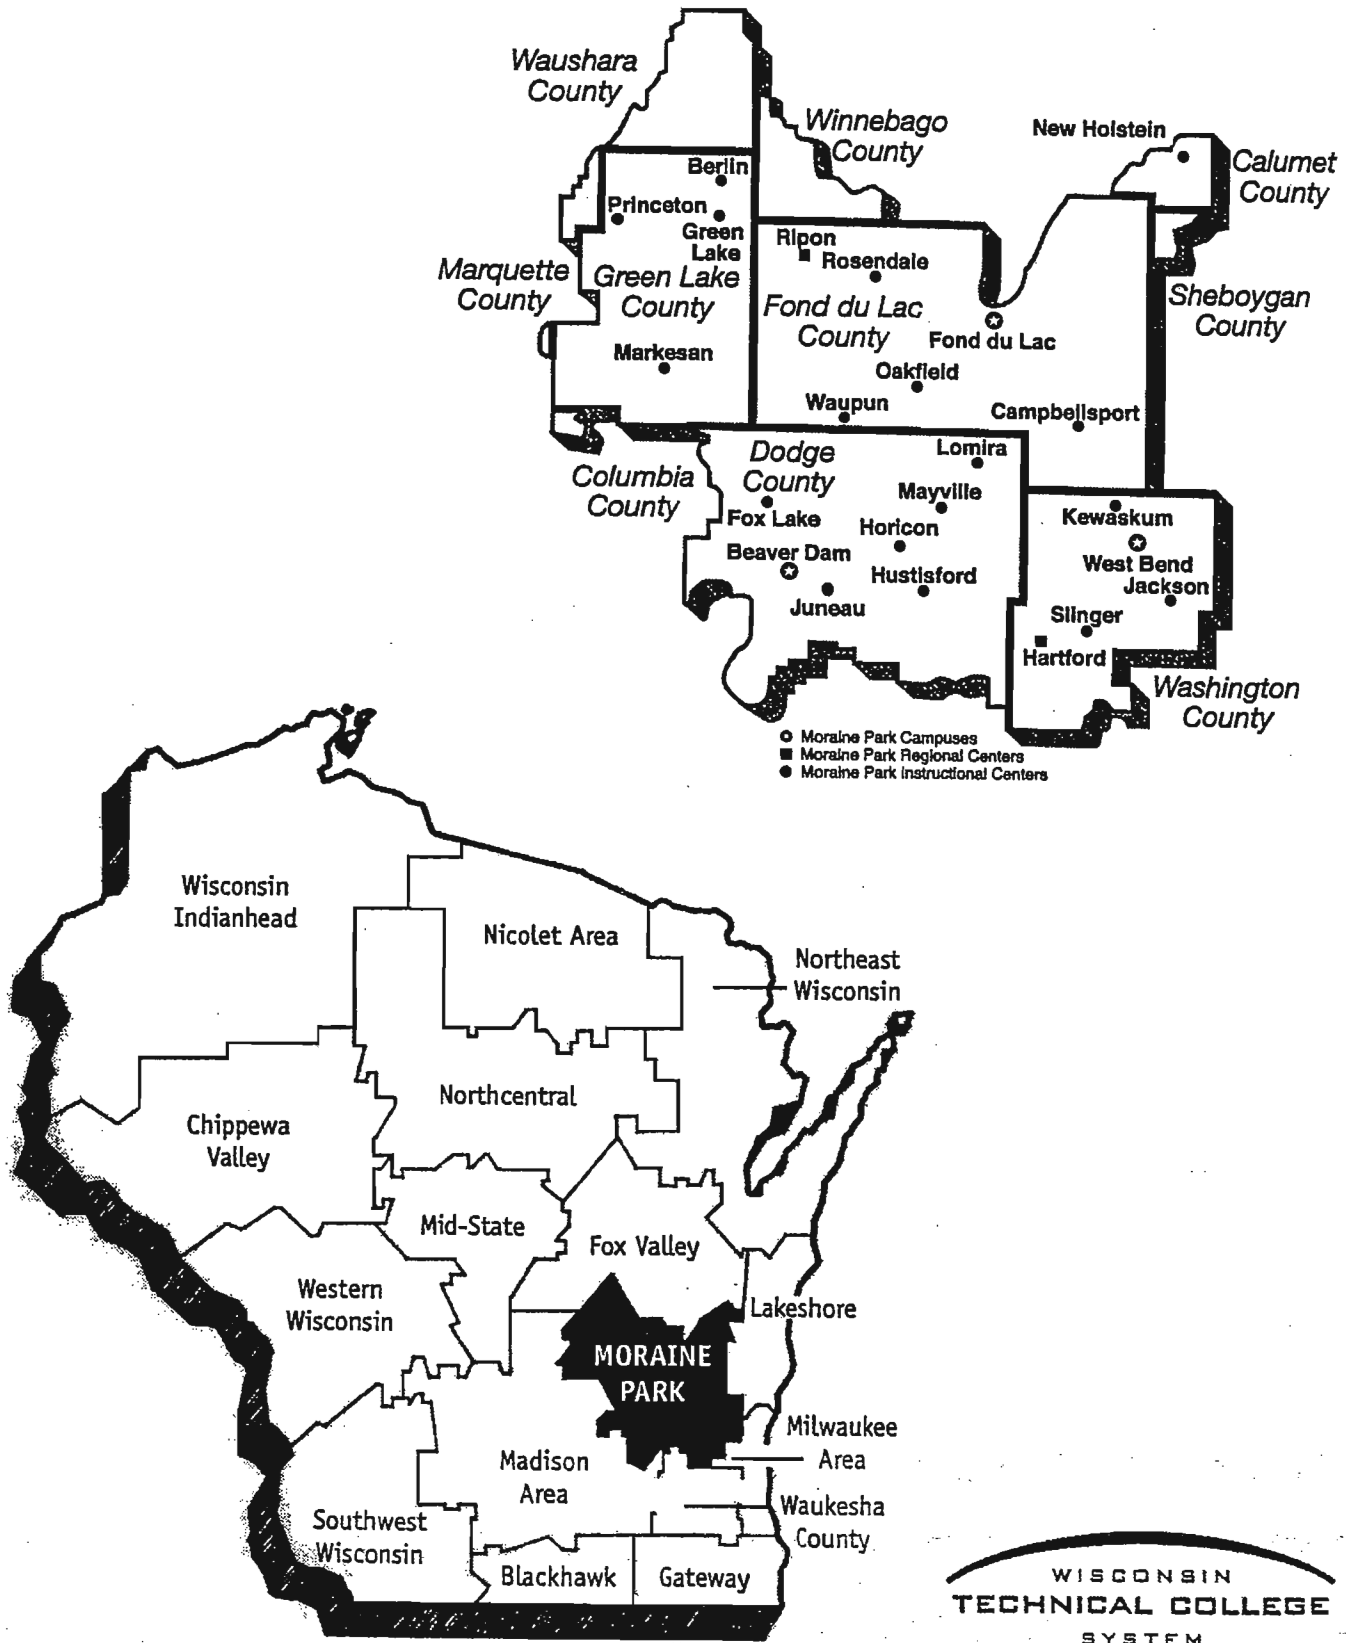 Waushara
County
Winnebago
County
New Holstein
Calumet
County
Berlin
Princeton
Green
Lake
Ripon
Rosendale
Marquette
County
Green Lake
County
Fond du Lac
County
Sheboygan
County
Fond du Lac
Markesan
Oakfield
Waupun
Campbellsport
Columbia
County
Dodge
County
Lomira
Mayville
Fox Lake
Horicon
Beaver Dam
Hustisford
Juneau
Kewaskum
West Bend
Jackson
Slinger
Hartford
Washington
County
Moraine Park Campuses
Moraine Park Regional Centers
Moraine Park Instructional Centers
Wisconsin
Indianhead
Nicolet Area
Northeast
Wisconsin
Northcentral
Chippewa
Valley
Mid-State
Fox Valley
Western
Wisconsin
Lakeshore
MORAINE
PARK
Milwaukee
Area
Madison
Area
Waukesha
County
Southwest
Wisconsin
Blackhawk
Gateway
WISCONSIN
TECHNICAL COLLEGE
SYSTEM